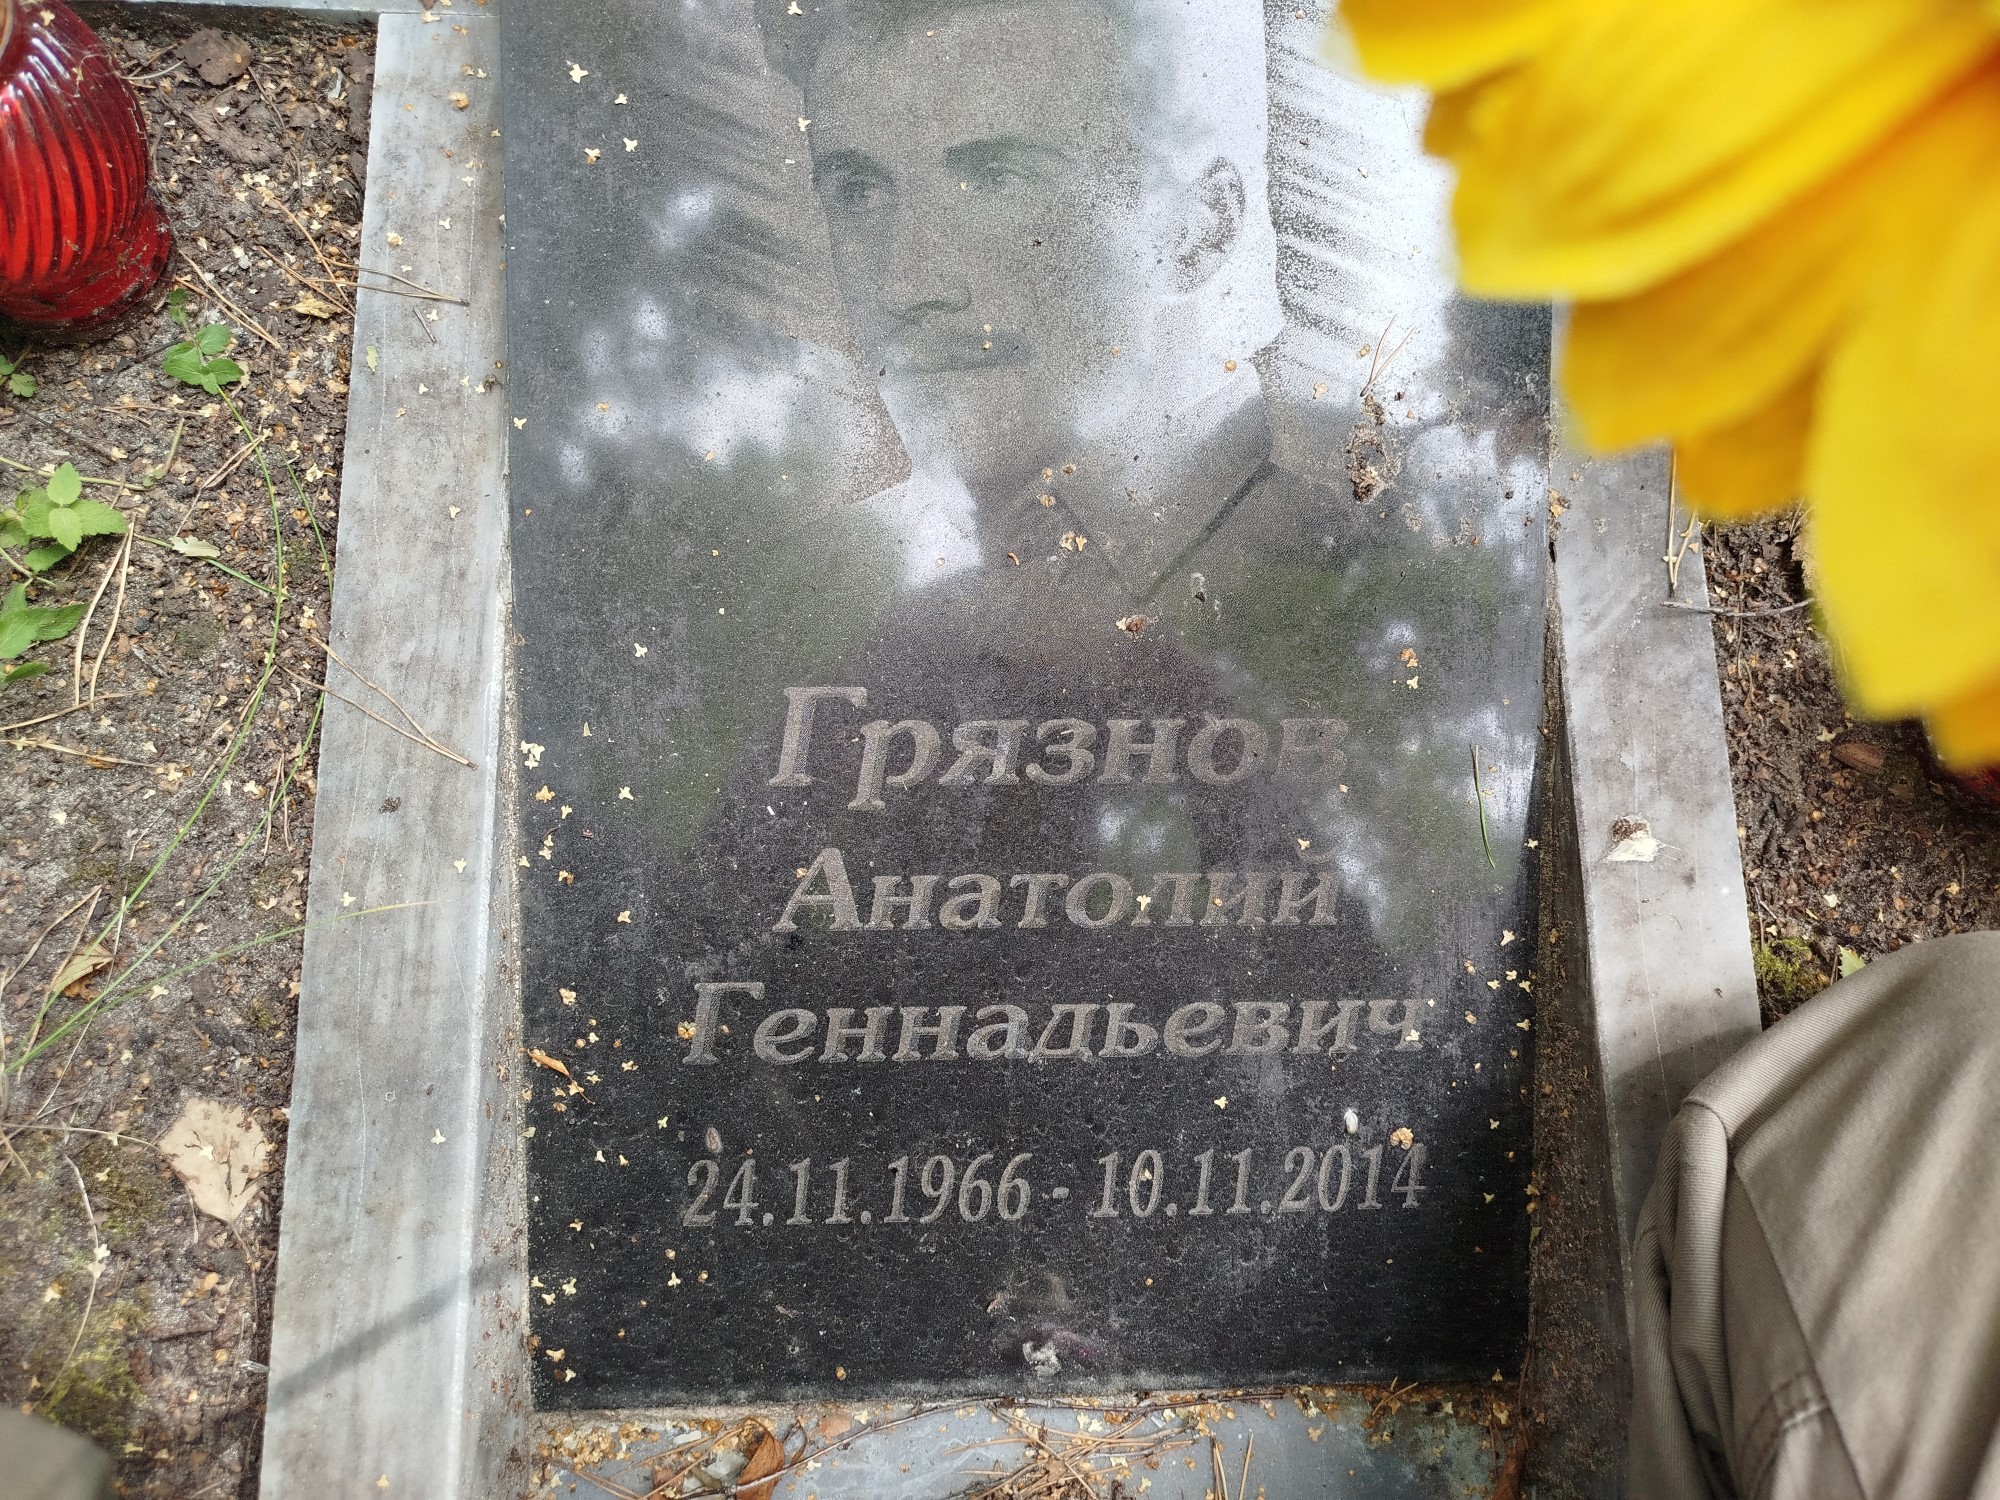 Грязнов
Анатолий
Геннадьевич
24.11.1966 - 10.11.2014